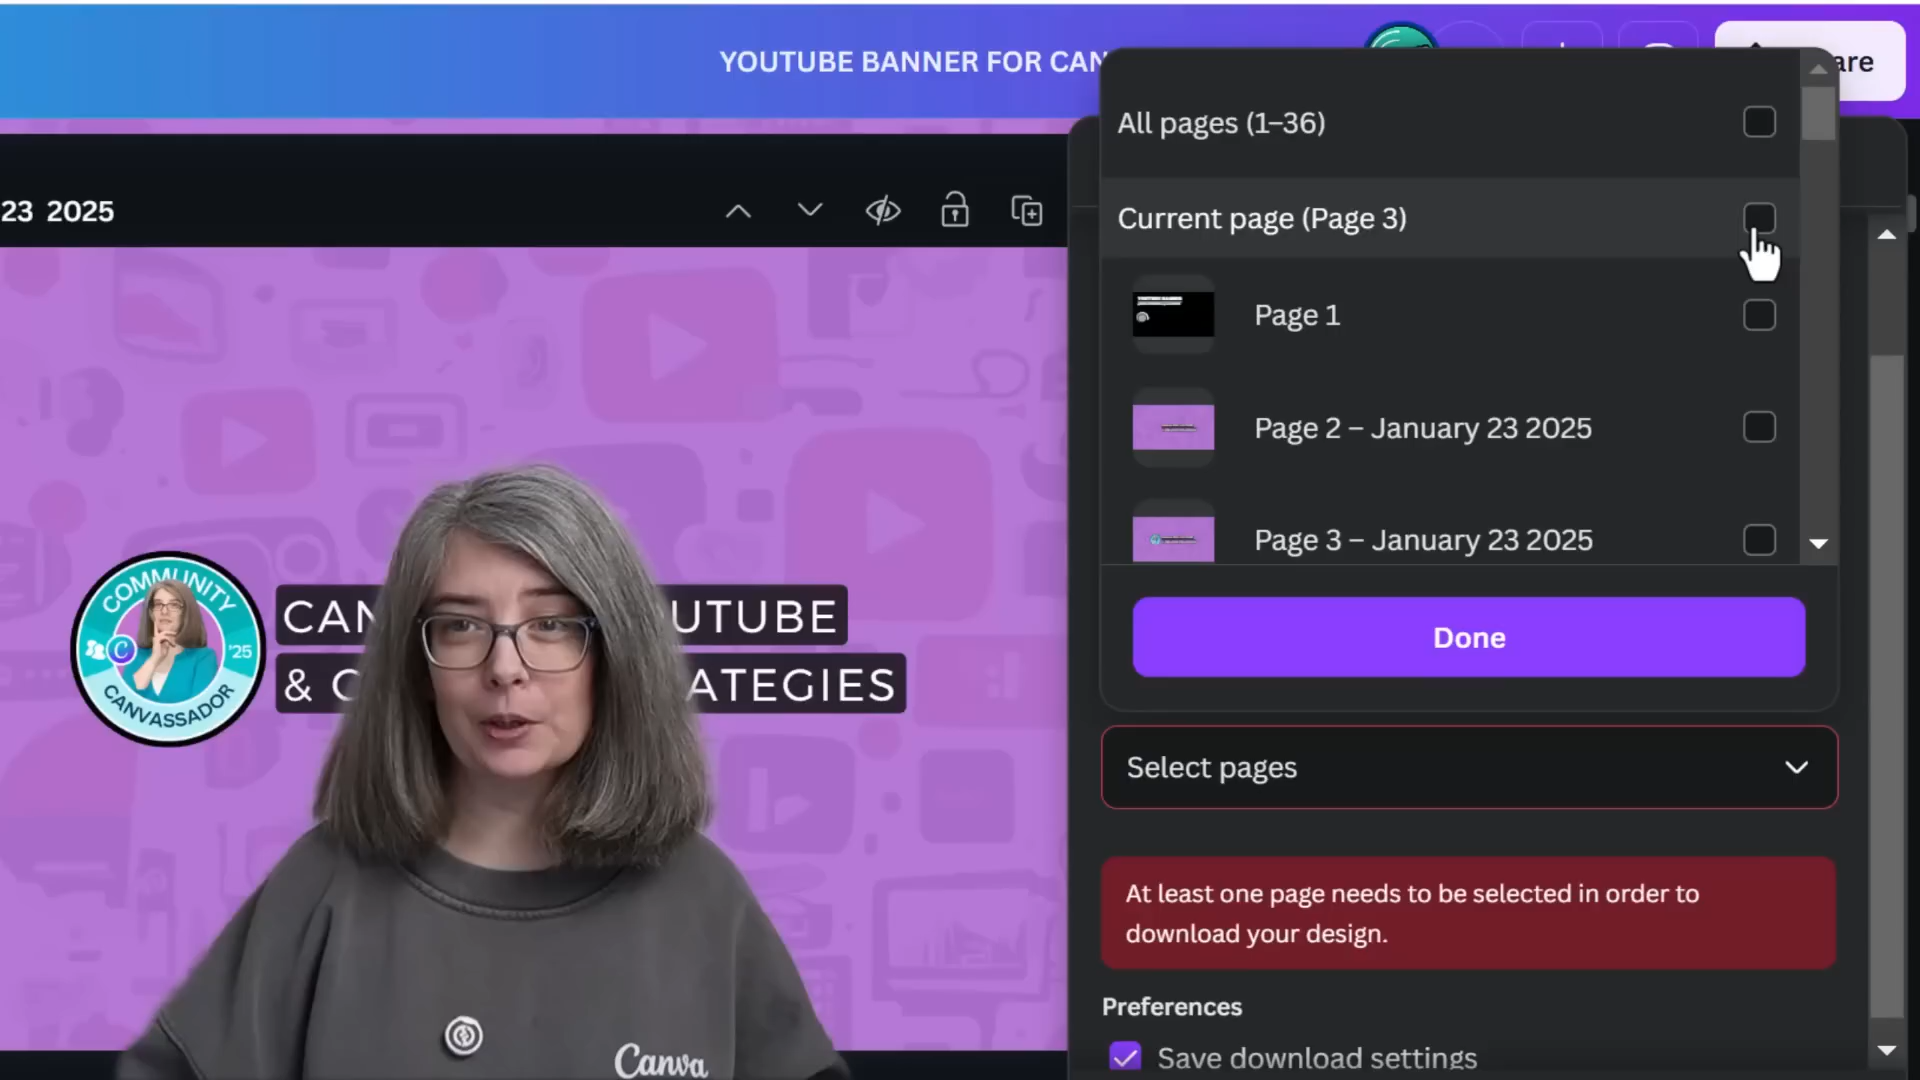 YOUTUBE BANNER FOR CAN
are
All pages (1–36)
23 2025
Current page (Page 3)
Page 1
Page 2 – January 23 2025
Page 3 – January 23 2025
COMMUNITY
C
'25
CANVASSADOR
CAN UTUBE
& C ATEGIES
Done
Select pages
At least one page needs to be selected in order to
download your design.
Preferences
Save download settings
Canva